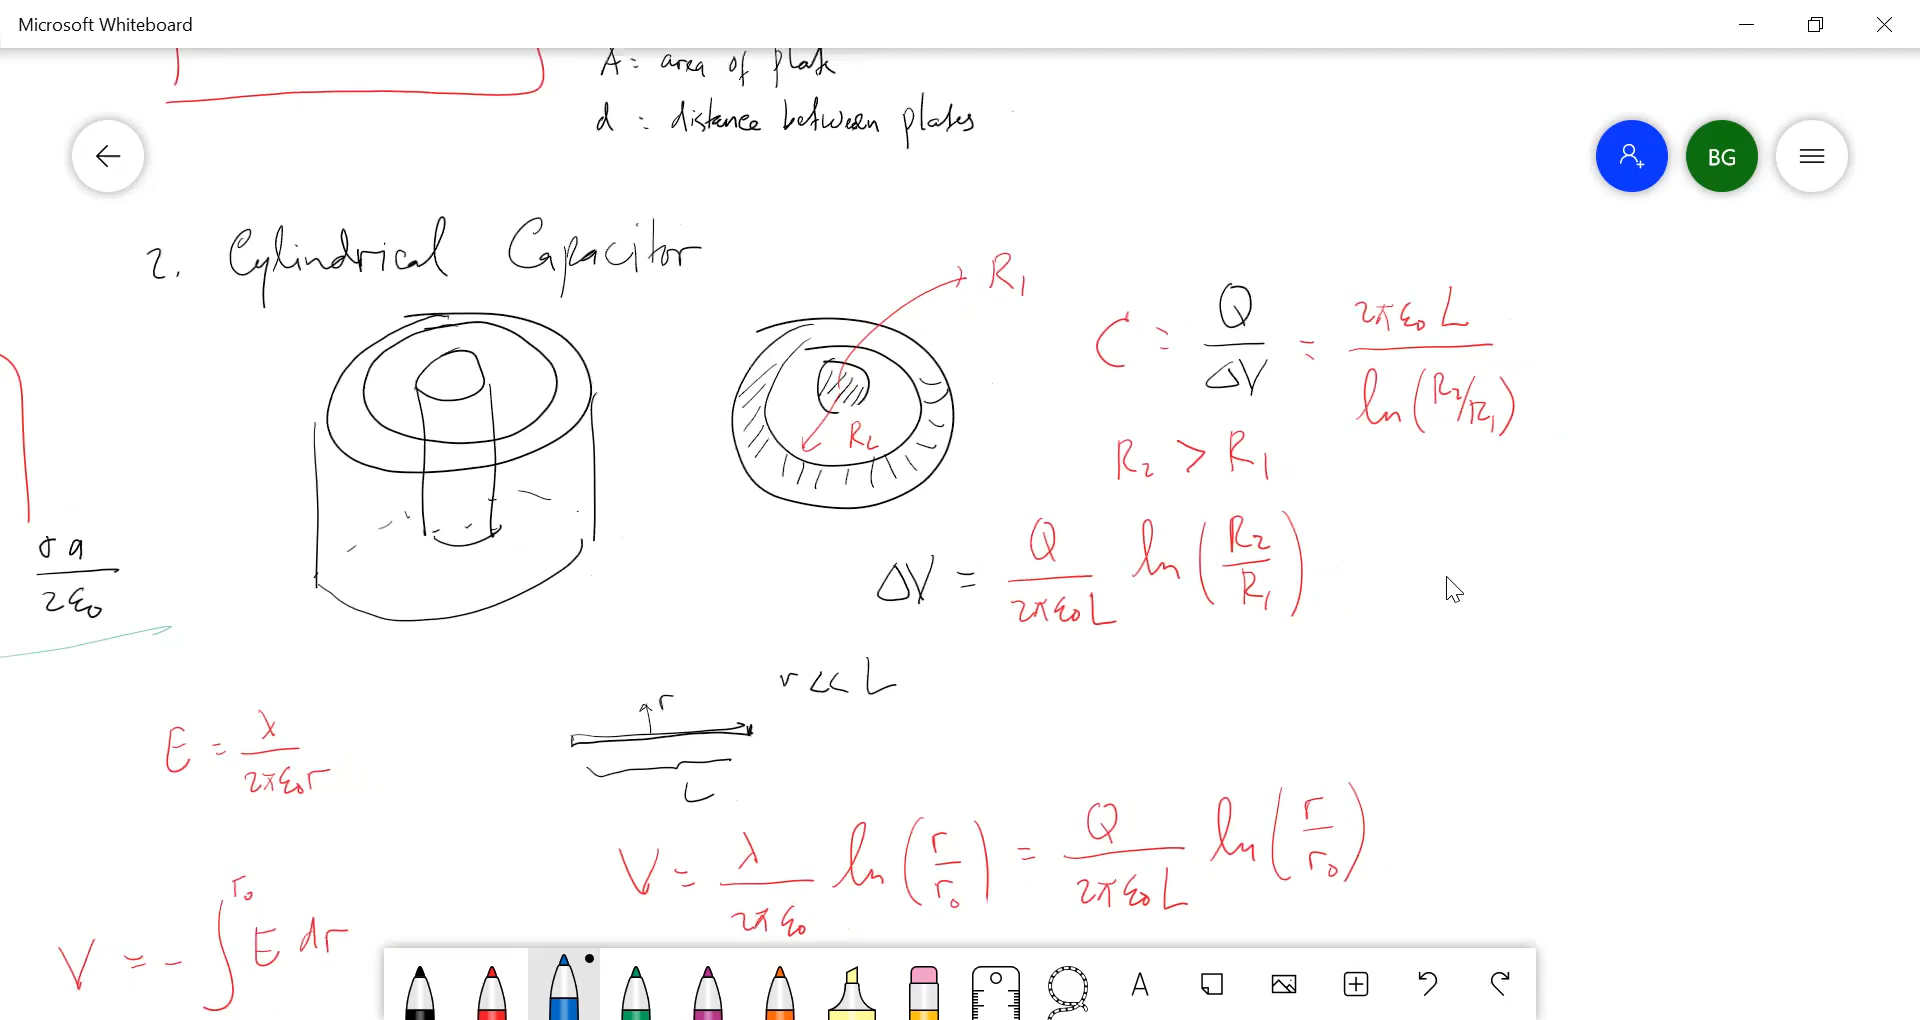 Microsoft Whiteboard
A = area of plate
d : distance between plates
BG
2. Cylindrical Capacitor
R₁
R₂
C = Q/ΔV = 2πε₀L / ln(R₂/R₁)
R₂ > R₁
σa / 2ε₀
ΔV = Q/2πε₀L ln(R₂/R₁)
r << L
r
L
E = λ/2πε₀r
V = λ/2πε₀ ln(r/r₀) = Q/2πε₀L ln(r/r₀)
V = - ∫ r₀ E dr
A